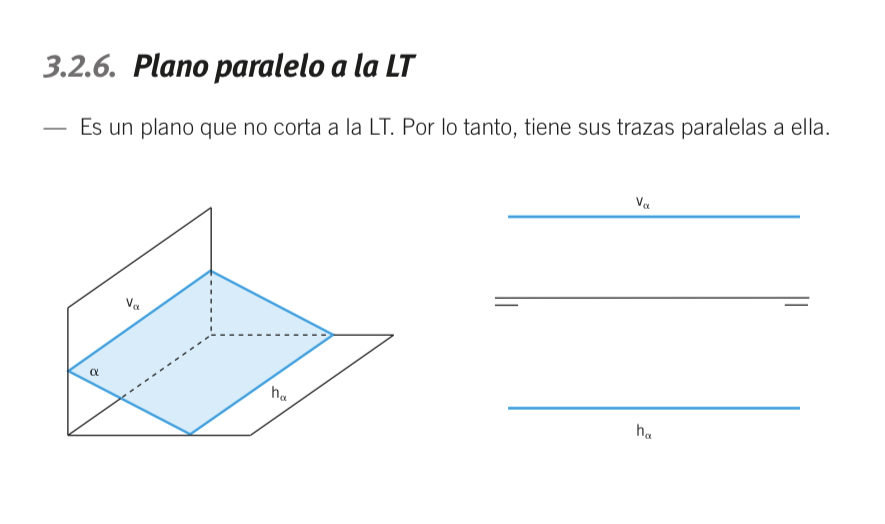 3.2.6. Plano paralelo a la LT
— Es un plano que no corta a la LT. Por lo tanto, tiene sus trazas paralelas a ella.
vα
α
hα
vα
hα